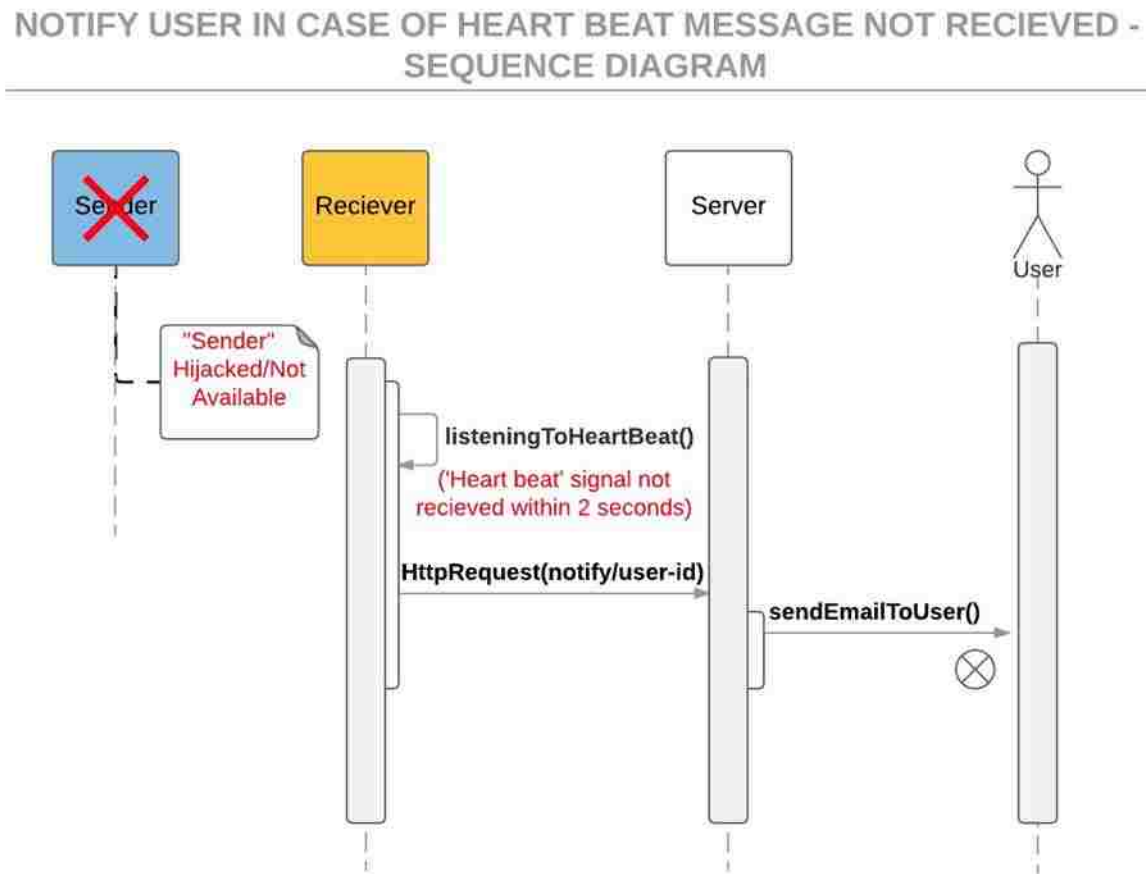 NOTIFY USER IN CASE OF HEART BEAT MESSAGE NOT RECIEVED -
SEQUENCE DIAGRAM
Sender
Reciever
Server
User
"Sender"
Hijacked/Not
Available
listeningToHeartBeat()
('Heart beat' signal not
recieved within 2 seconds)
HttpRequest(notify/user-id)
sendEmailToUser()